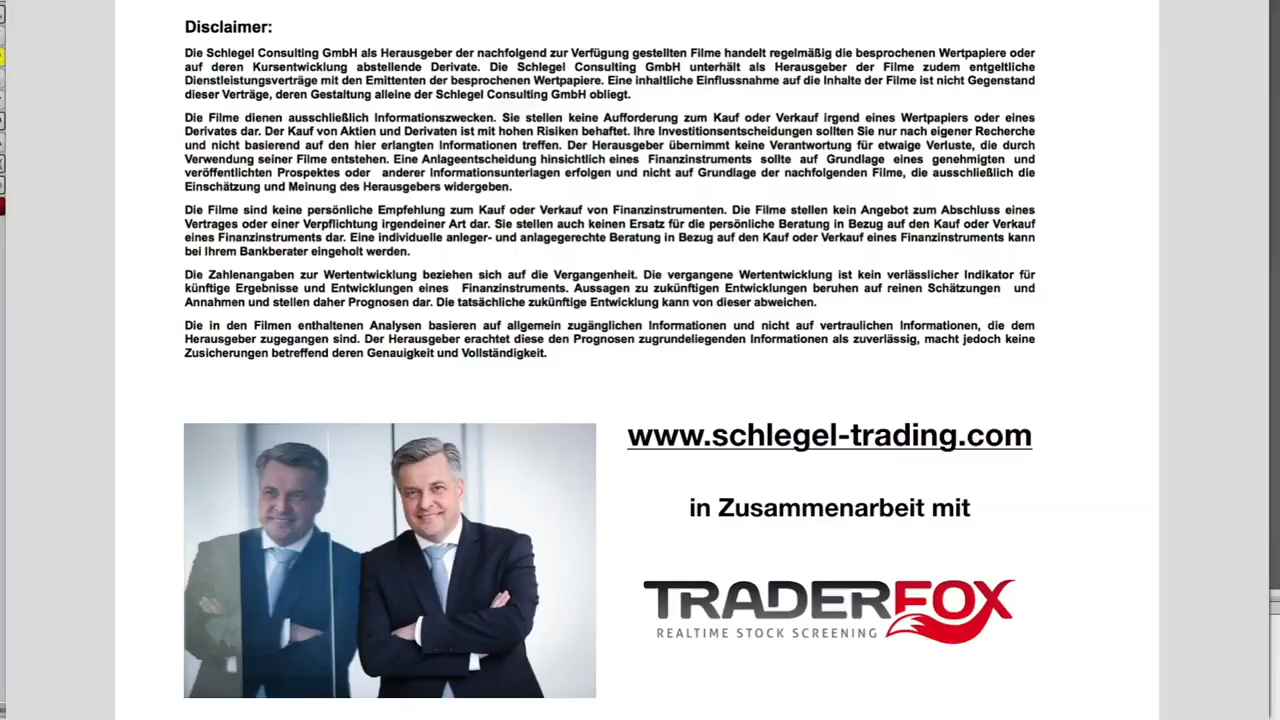 Disclaimer:
Die Schlegel Consulting GmbH als Herausgeber der nachfolgend zur Verfügung gestellten Filme handelt regelmäßig die besprochenen Wertpapiere oder
auf deren Kursentwicklung abstellende Derivate. Die Schlegel Consulting GmbH unterhält als Herausgeber der Filme zudem entgeltliche
Dienstleistungsverträge mit den Emittenten der besprochenen Wertpapiere. Eine inhaltliche Einflussnahme auf die Inhalte der Filme ist nicht Gegenstand
dieser Verträge, deren Gestaltung alleine der Schlegel Consulting GmbH obliegt.
Die Filme dienen ausschließlich Informationszwecken. Sie stellen keine Aufforderung zum Kauf oder Verkauf irgend eines Wertpapiers oder eines
Derivates dar. Der Kauf von Aktien und Derivaten ist mit hohen Risiken behaftet. Ihre Investitionsentscheidungen sollten Sie nur nach eigener Recherche
und nicht basierend auf den hier erlangten Informationen treffen. Der Herausgeber übernimmt keine Verantwortung für etwaige Verluste, die durch
Verwendung seiner Filme entstehen. Eine Anlageentscheidung hinsichtlich eines Finanzinstruments sollte auf Grundlage eines genehmigten und
veröffentlichten Prospektes oder anderer Informationsunterlagen erfolgen und nicht auf Grundlage der nachfolgenden Filme, die ausschließlich die
Einschätzung und Meinung des Herausgebers widergeben.
Die Filme sind keine persönliche Empfehlung zum Kauf oder Verkauf von Finanzinstrumenten. Die Filme stellen kein Angebot zum Abschluss eines
Vertrages oder einer Verpflichtung irgendeiner Art dar. Sie stellen auch keinen Ersatz für die persönliche Beratung in Bezug auf den Kauf oder Verkauf
eines Finanzinstruments dar. Eine individuelle anleger- und anlagegerechte Beratung in Bezug auf den Kauf oder Verkauf eines Finanzinstruments kann
bei Ihrem Bankberater eingeholt werden.
Die Zahlenangaben zur Wertentwicklung beziehen sich auf die Vergangenheit. Die vergangene Wertentwicklung ist kein verlässlicher Indikator für
künftige Ergebnisse und Entwicklungen eines Finanzinstruments. Aussagen zu zukünftigen Entwicklungen beruhen auf reinen Schätzungen und
Annahmen und stellen daher Prognosen dar. Die tatsächliche zukünftige Entwicklung kann von dieser abweichen.
Die in den Filmen enthaltenen Analysen basieren auf allgemein zugänglichen Informationen und nicht auf vertraulichen Informationen, die dem
Herausgeber zugegangen sind. Der Herausgeber erachtet diese den Prognosen zugrundeliegenden Informationen als zuverlässig, macht jedoch keine
Zusicherungen betreffend deren Genauigkeit und Vollständigkeit.
www.schlegel-trading.com
in Zusammenarbeit mit
TRADERFOX
REALTIME STOCK SCREENING